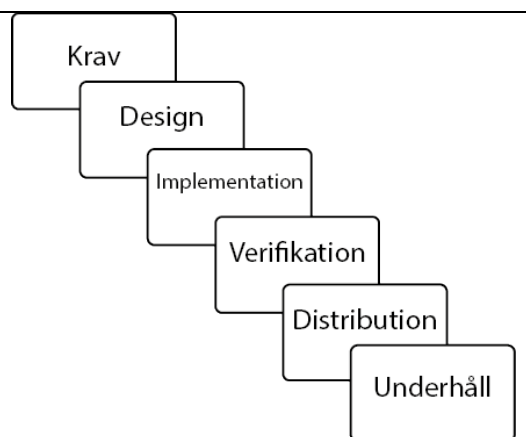 Krav
Design
Implementation
Verifikation
Distribution
Underhåll